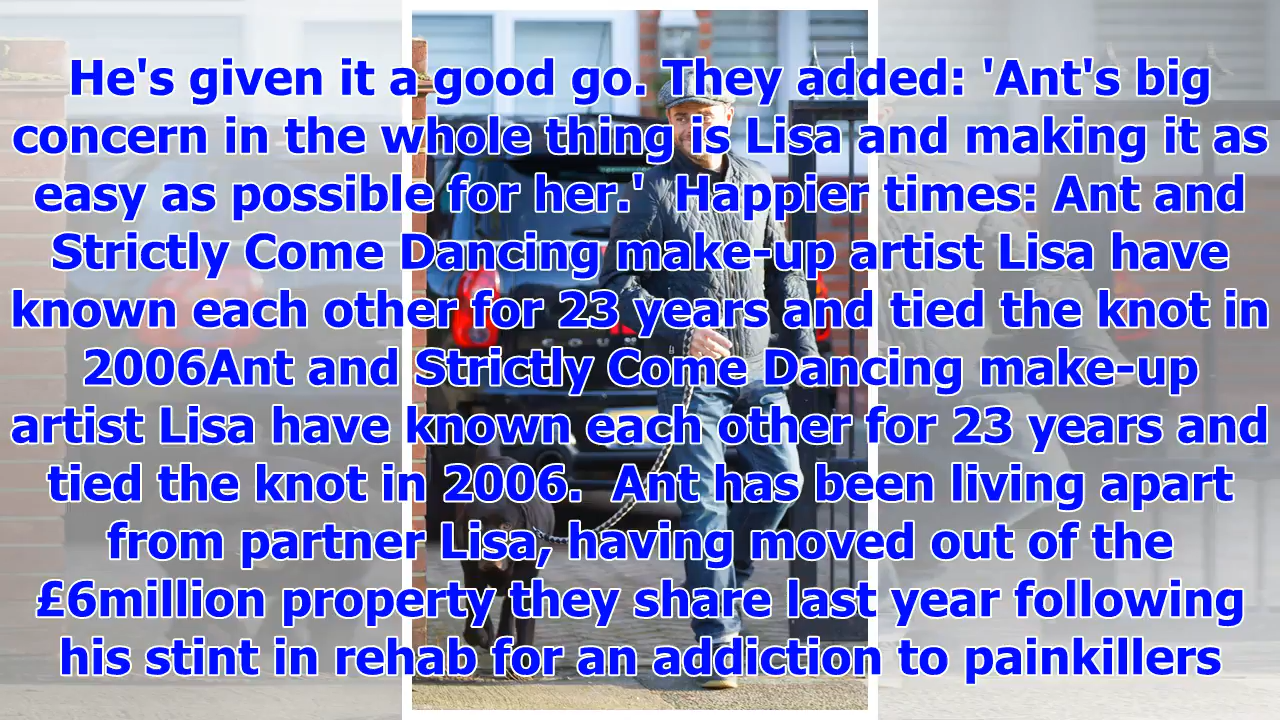 He's given it a good go. They added: 'Ant's big
concern in the whole thing is Lisa and making it as
easy as possible for her.'  Happier times: Ant and
Strictly Come Dancing make-up artist Lisa have
known each other for 23 years and tied the knot in
2006Ant and Strictly Come Dancing make-up
artist Lisa have known each other for 23 years and
tied the knot in 2006.  Ant has been living apart
from partner Lisa, having moved out of the
£6million property they share last year following
his stint in rehab for an addiction to painkillers